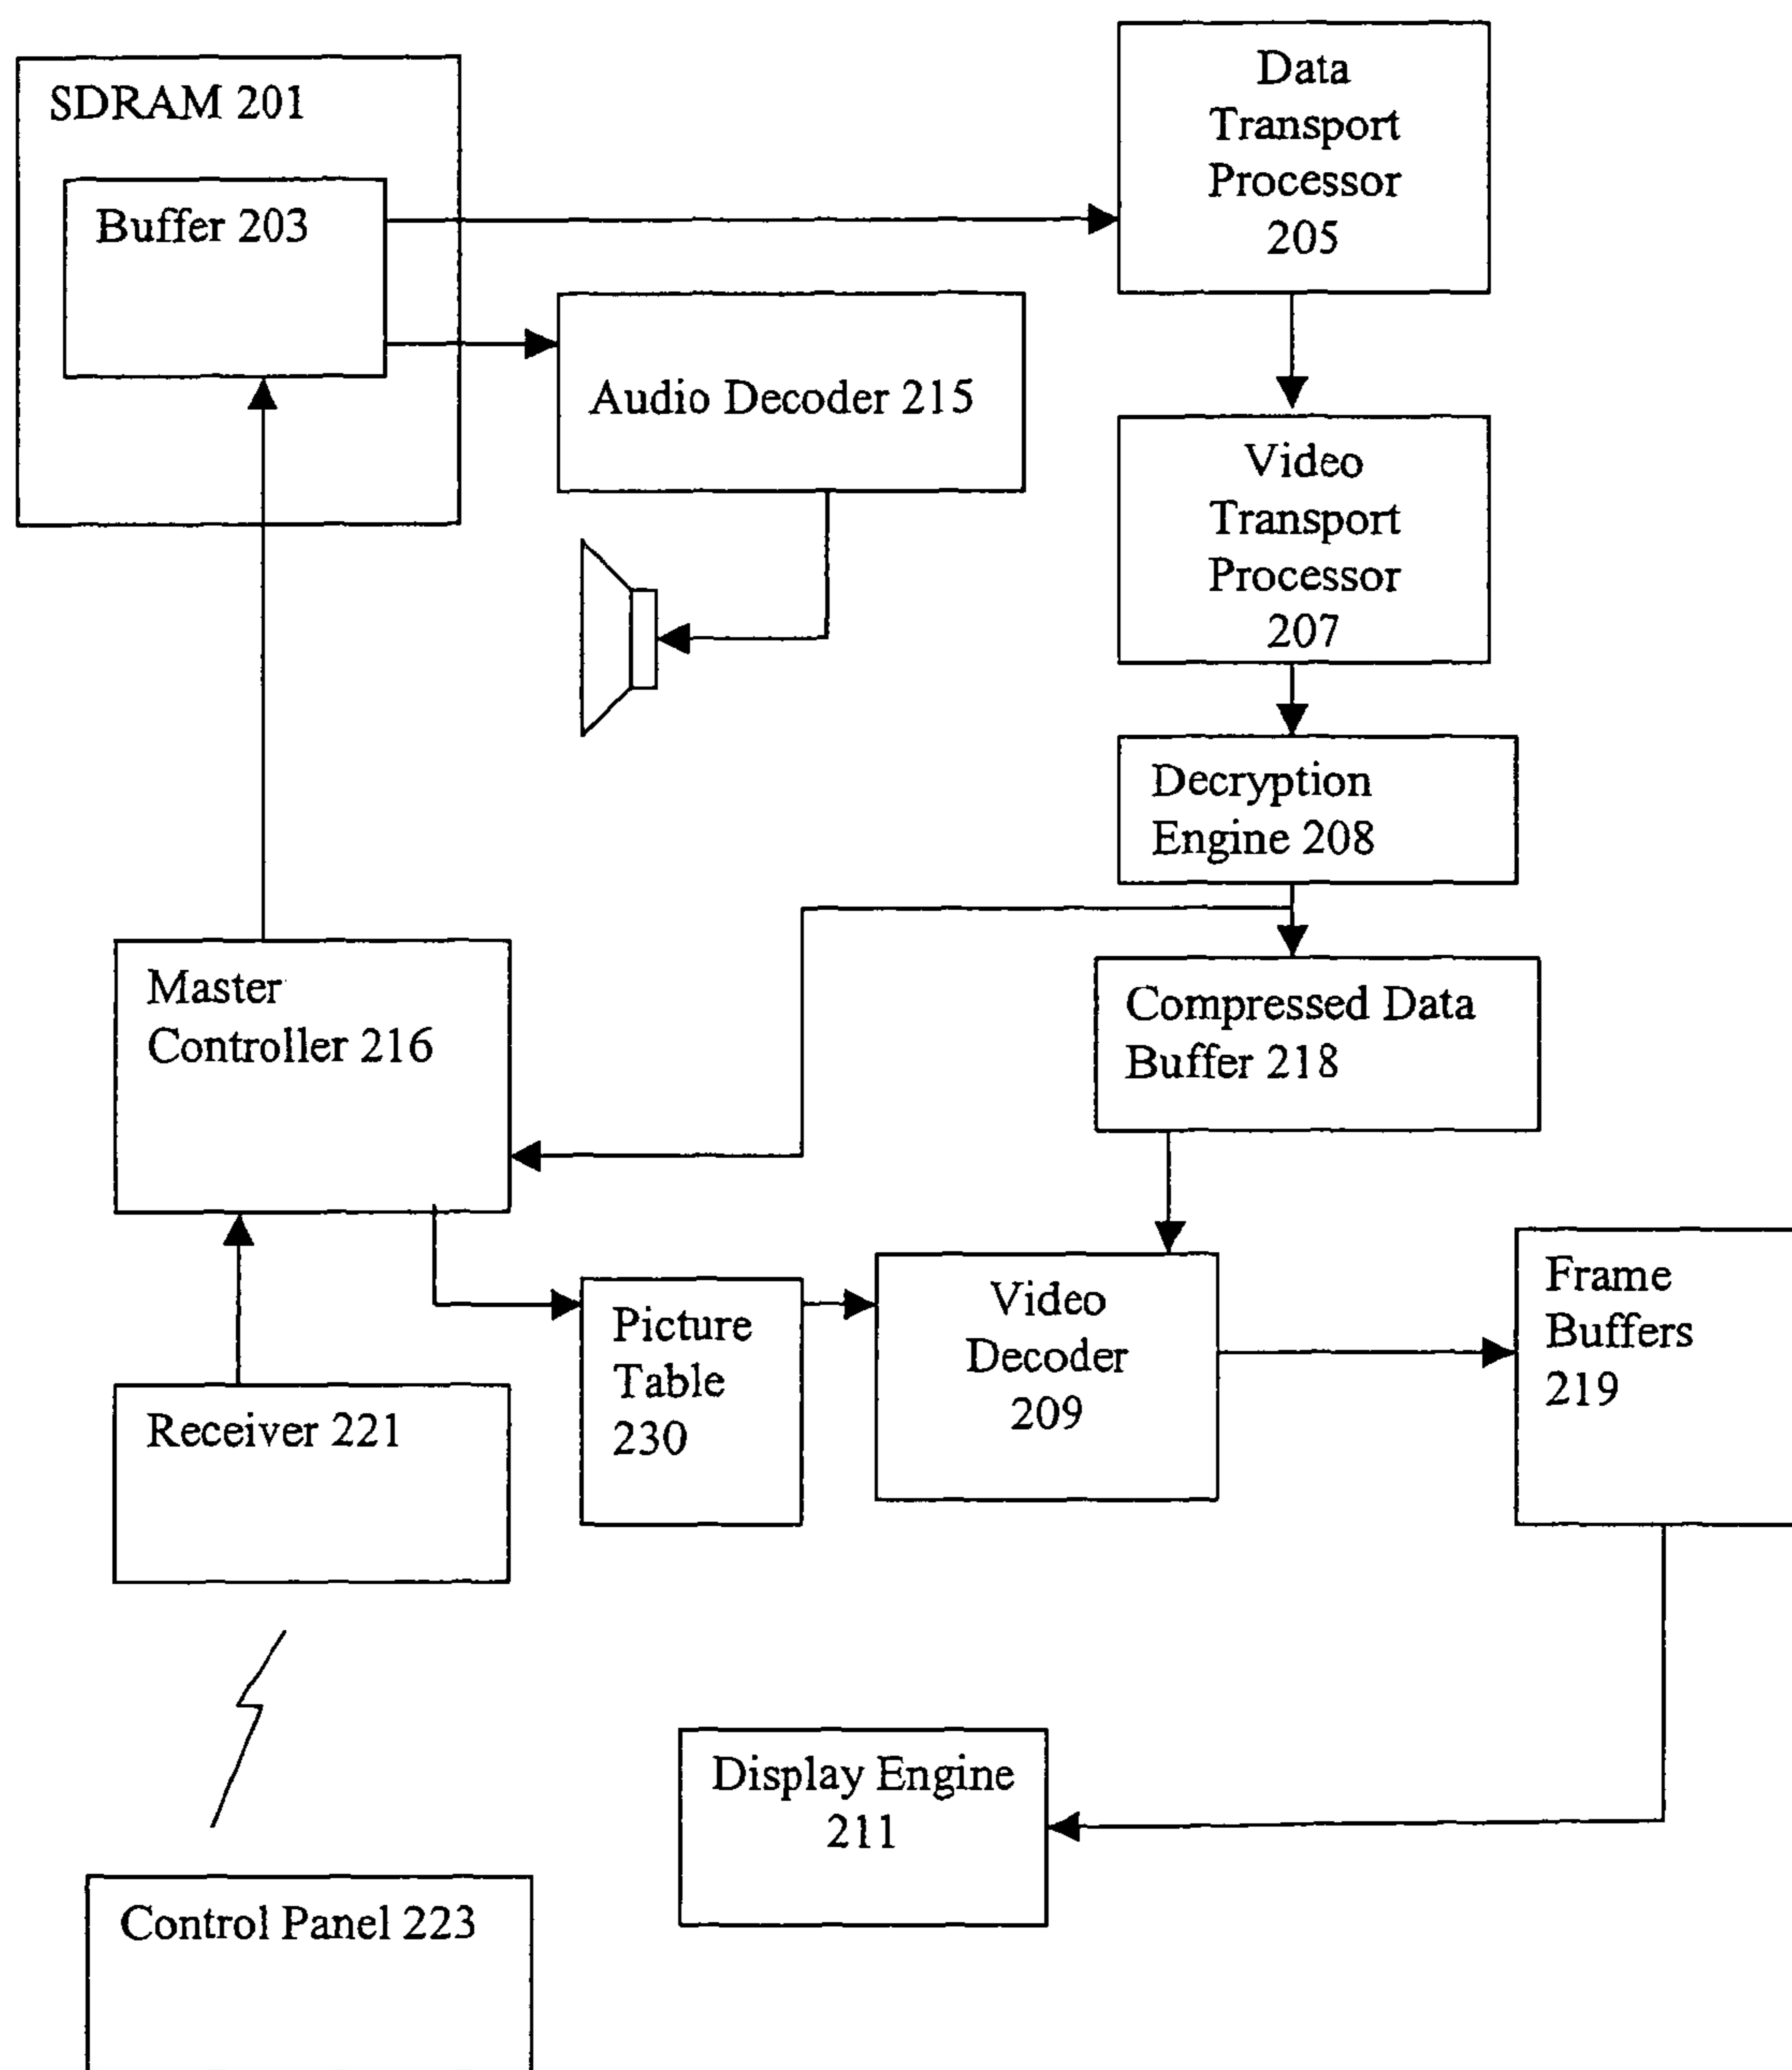 SDRAM 201
Buffer 203
Data
Transport
Processor
205
Audio Decoder 215
Video
Transport
Processor
207
Decryption
Engine 208
Master
Controller 216
Compressed Data
Buffer 218
Picture
Table
230
Video
Decoder
209
Frame
Buffers
219
Receiver 221
Display Engine
211
Control Panel 223